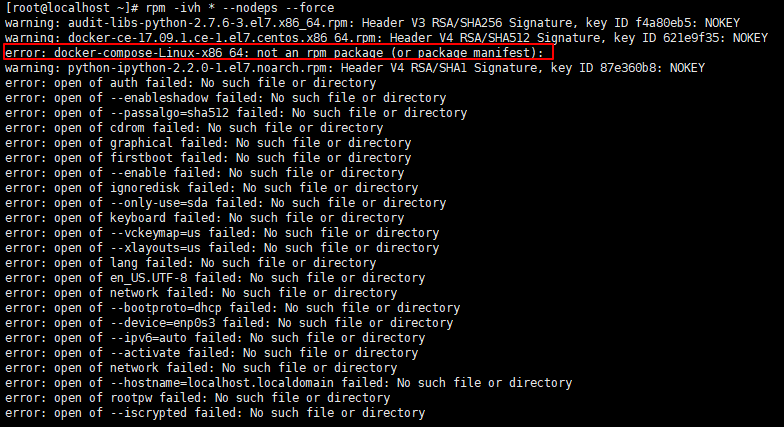 [root@localhost ~]# rpm -ivh * --nodeps --force
warning: audit-libs-python-2.7.6-3.el7.x86_64.rpm: Header V3 RSA/SHA256 Signature, key ID f4a80eb5: NOKEY
warning: docker-ce-17.09.1.ce-1.el7.centos.x86_64.rpm: Header V4 RSA/SHA512 Signature, key ID 621e9f35: NOKEY
error: docker-compose-Linux-x86_64: not an rpm package (or package manifest):
warning: python-ipython-2.2.0-1.el7.noarch.rpm: Header V4 RSA/SHA1 Signature, key ID 87e360b8: NOKEY
error: open of auth failed: No such file or directory
error: open of --enableshadow failed: No such file or directory
error: open of --passalgo=sha512 failed: No such file or directory
error: open of cdrom failed: No such file or directory
error: open of graphical failed: No such file or directory
error: open of firstboot failed: No such file or directory
error: open of --enable failed: No such file or directory
error: open of ignoredisk failed: No such file or directory
error: open of --only-use=sda failed: No such file or directory
error: open of keyboard failed: No such file or directory
error: open of --vckeymap=us failed: No such file or directory
error: open of --xlayouts=us failed: No such file or directory
error: open of lang failed: No such file or directory
error: open of en_US.UTF-8 failed: No such file or directory
error: open of network failed: No such file or directory
error: open of --bootproto=dhcp failed: No such file or directory
error: open of --device=enp0s3 failed: No such file or directory
error: open of --ipv6=auto failed: No such file or directory
error: open of --activate failed: No such file or directory
error: open of network failed: No such file or directory
error: open of --hostname=localhost.localdomain failed: No such file or directory
error: open of rootpw failed: No such file or directory
error: open of --iscrypted failed: No such file or directory